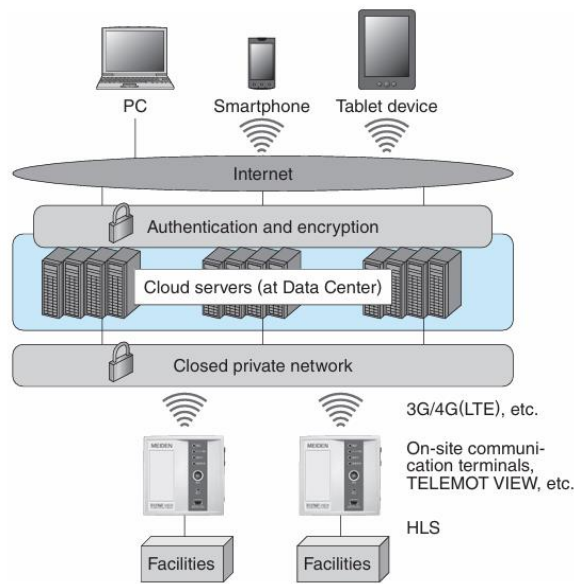 PC
Smartphone
Tablet device
Internet
Authentication and encryption
Cloud servers (at Data Center)
Closed private network
3G/4G(LTE), etc.
MEIDEN
MEIDEN
On-site communi-
cation terminals,
TELEMOT VIEW, etc.
HLS
Facilities
Facilities